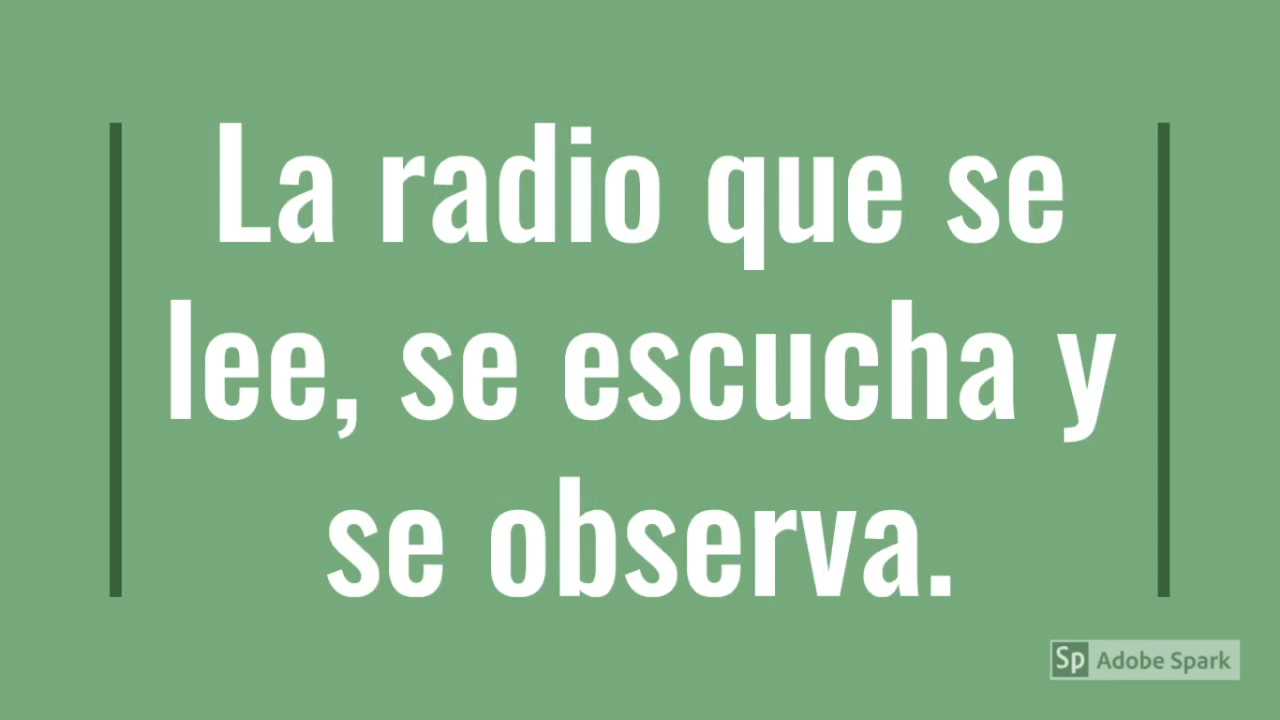 La radio que se
lee, se escucha y
se observa.
Sp Adobe Spark